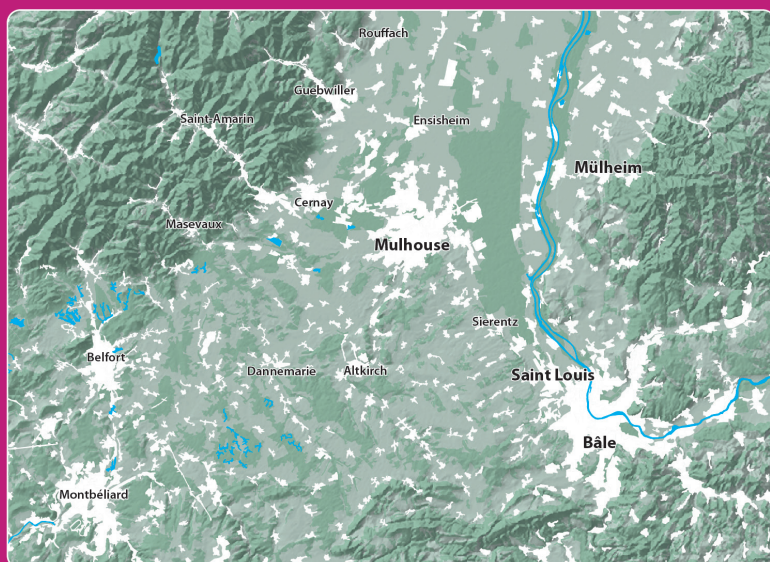 Rouffach
Guebwiller
Saint-Amarin
Ensisheim
Mülheim
Cernay
Masevaux
Mulhouse
Sierentz
Belfort
Dannemarie
Altkirch
Saint Louis
Bâle
Montbéliard